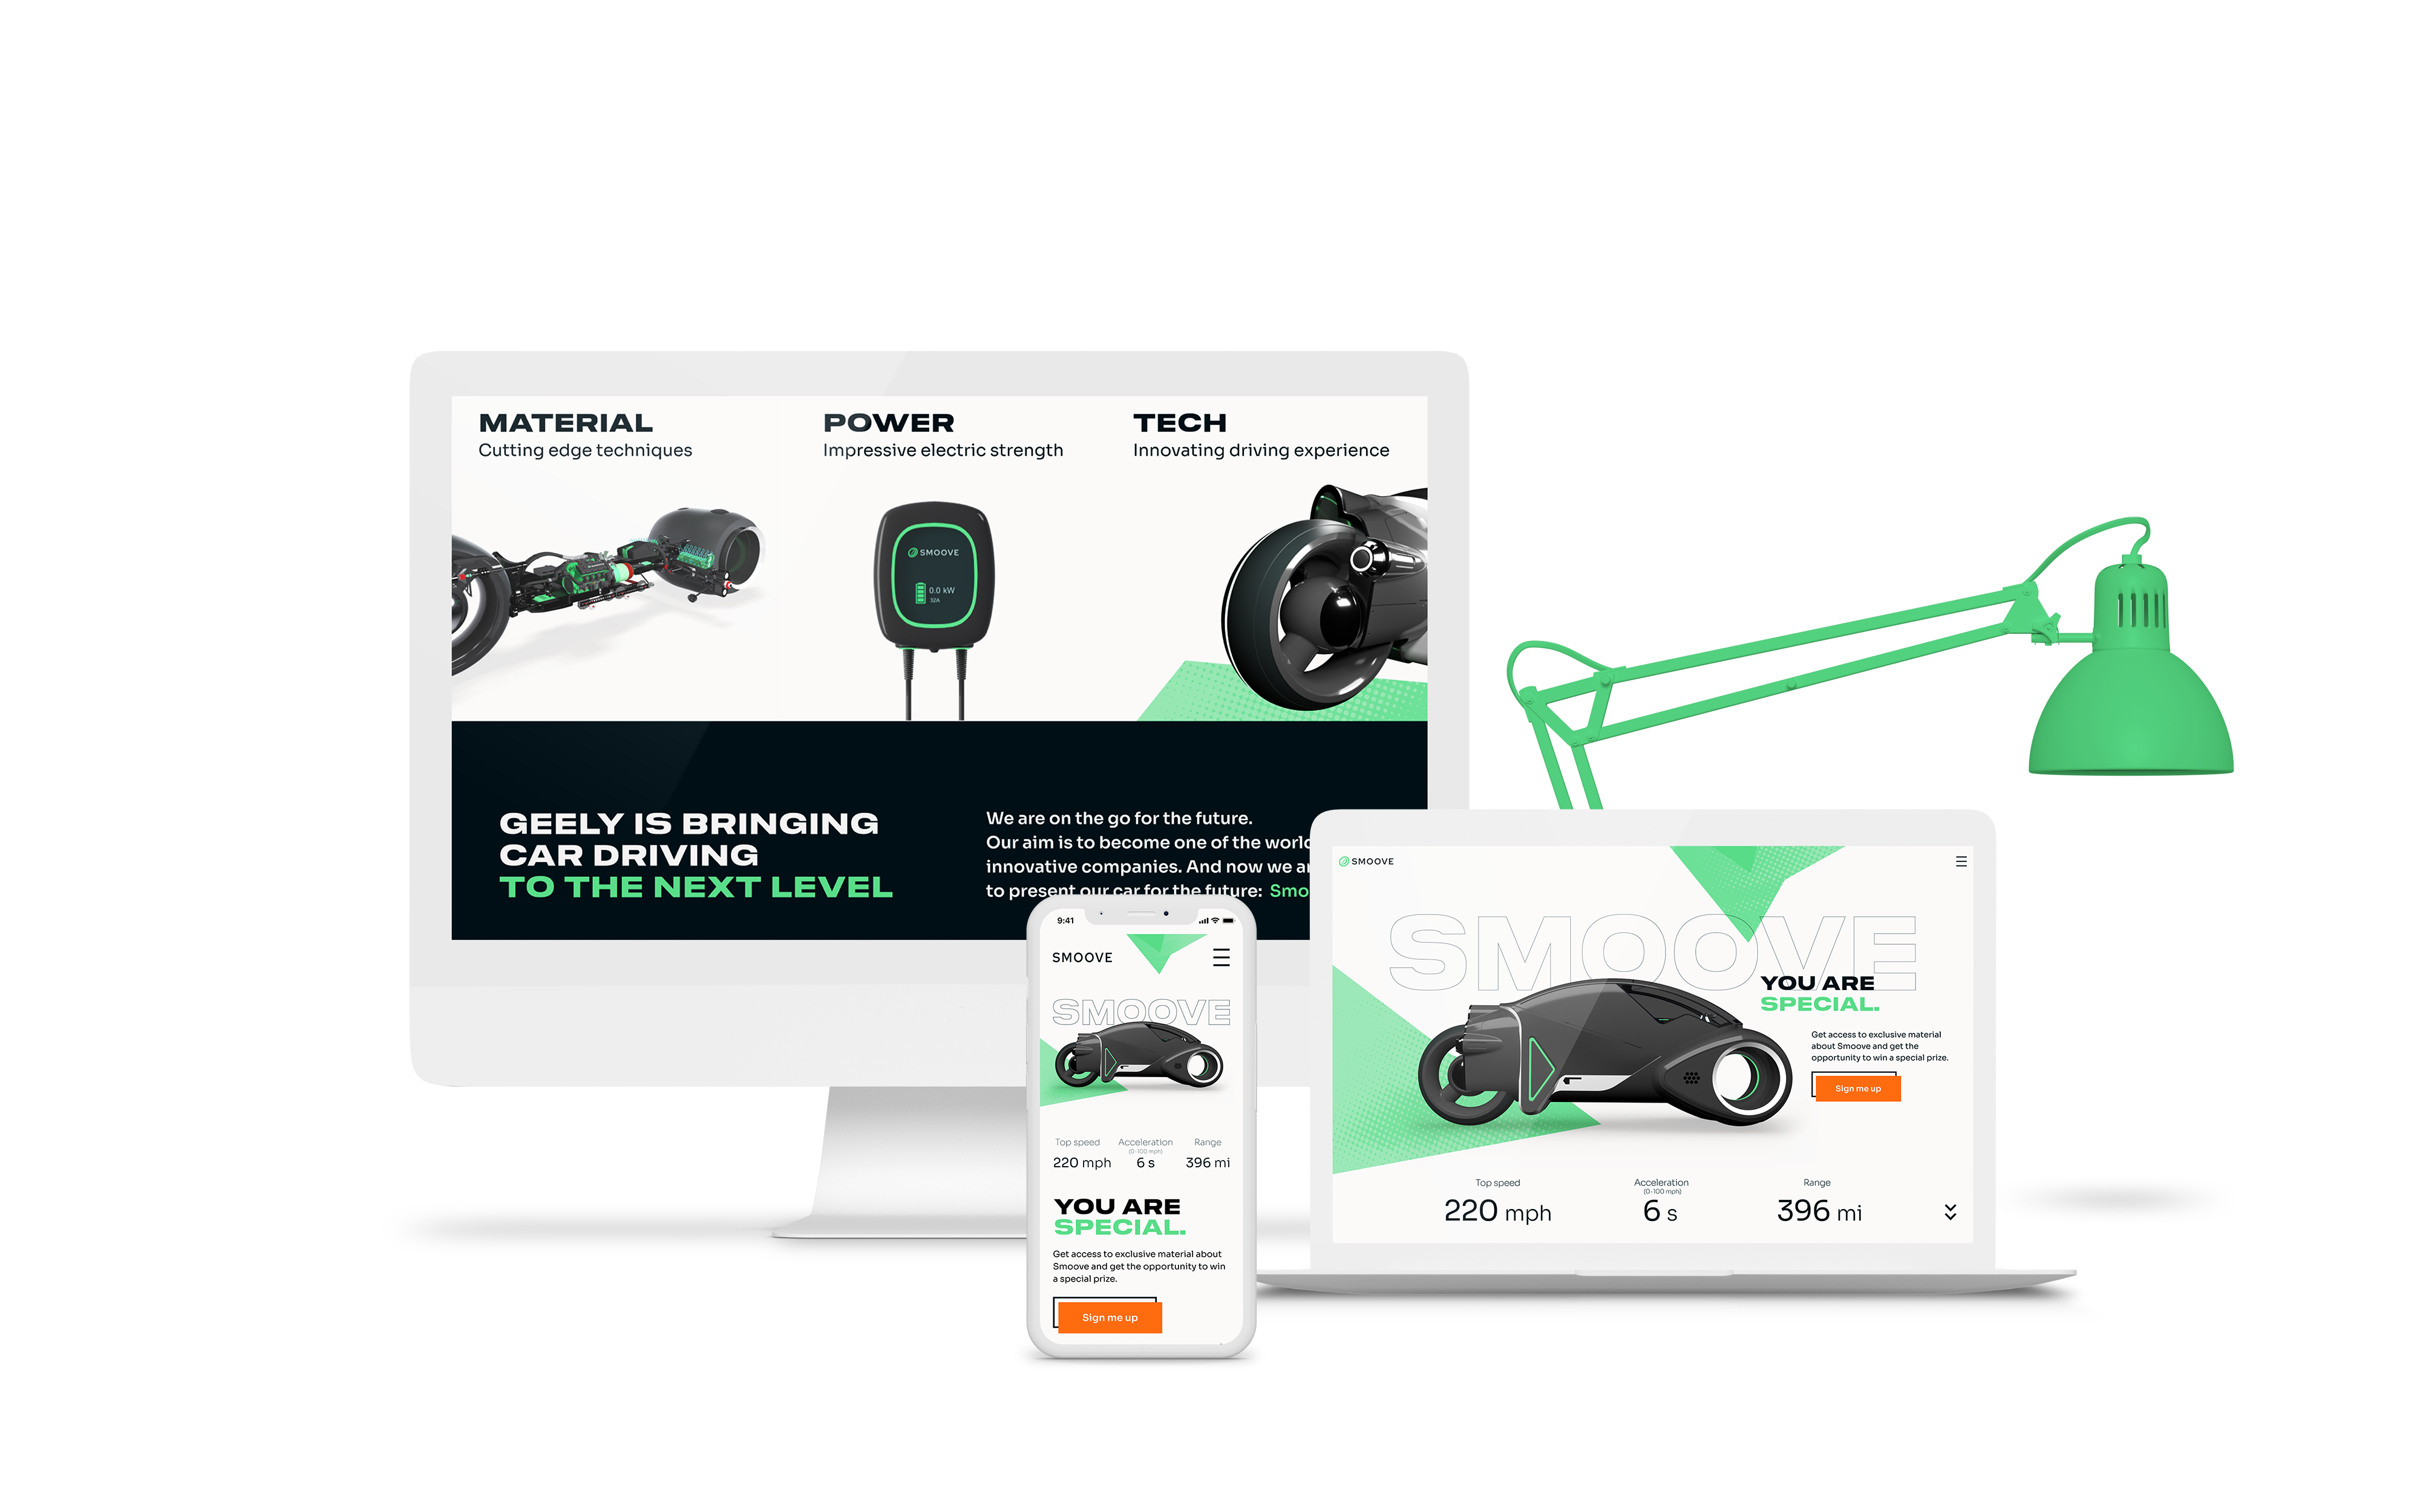 MATERIAL
Cutting edge techniques
POWER
Impressive electric strength
TECH
Innovating driving experience
SMOOVE
0.0 kW
32A
GEELY IS BRINGING
CAR DRIVING
TO THE NEXT LEVEL
We are on the go for the future.
Our aim is to become one of the
innovative companies. And now we
to present our car for the future:
9:41
SMOOVE
SMOOVE
Top speed
220 mph
Acceleration
(0-100 mph)
6 s
Range
396 mi
YOU ARE
SPECIAL.
Get access to exclusive material about
Smoove and get the opportunity to win
a special prize.
Sign me up
SMOOVE
SMOOVE
YOU ARE
SPECIAL.
Get access to exclusive material
about Smoove and get the
opportunity to win a special prize.
Sign me up
Top speed
220 mph
Acceleration
(0-100 mph)
6 s
Range
396 mi